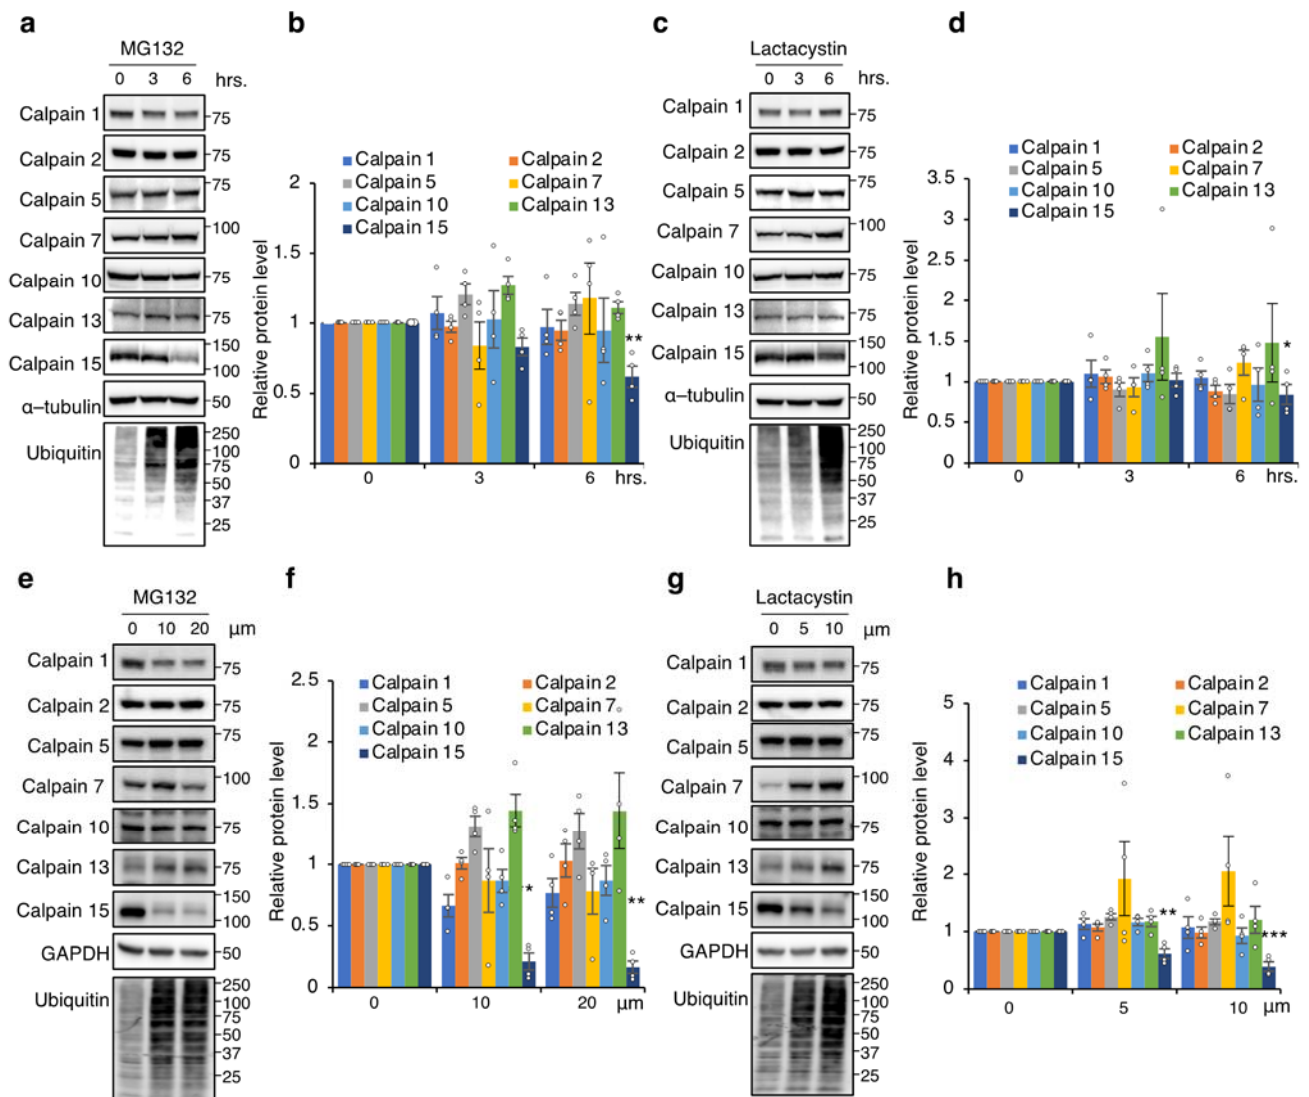 a
MG132
0 3 6 hrs.
Calpain 1
75
Calpain 2
75
Calpain 5
75
Calpain 7
100
Calpain 10
75
Calpain 13
75
Calpain 15
150
100
α–tubulin
50
Ubiquitin
250
100
75
50
37
25
b
Calpain 1 Calpain 2
Calpain 5 Calpain 7
Calpain 10 Calpain 13
Calpain 15
Relative protein level
2
1.5
1
0.5
0
**
0 3 6 hrs.
c
Lactacystin
0 3 6 hrs.
Calpain 1
75
Calpain 2
75
Calpain 5
75
Calpain 7
100
Calpain 10
75
Calpain 13
75
Calpain 15
150
100
α–tubulin
50
Ubiquitin
250
100
75
50
37
25
d
Calpain 1 Calpain 2
Calpain 5 Calpain 7
Calpain 10 Calpain 13
Calpain 15
Relative protein level
3.5
3
2.5
2
1.5
1
0.5
0
*
0 3 6 hrs.
e
MG132
0 10 20 μm
Calpain 1
75
Calpain 2
75
Calpain 5
75
Calpain 7
100
Calpain 10
75
Calpain 13
75
Calpain 15
150
100
GAPDH
50
Ubiquitin
250
100
75
50
37
25
f
Calpain 1 Calpain 2
Calpain 5 Calpain 7
Calpain 10 Calpain 13
Calpain 15
Relative protein level
2.5
2
1.5
1
0.5
0
*
**
0 10 20 μm
g
Lactacystin
0 5 10 μm
Calpain 1
75
Calpain 2
75
Calpain 5
75
Calpain 7
100
Calpain 10
75
Calpain 13
75
Calpain 15
150
100
GAPDH
50
Ubiquitin
250
100
75
50
37
25
h
Calpain 1 Calpain 2
Calpain 5 Calpain 7
Calpain 10 Calpain 13
Calpain 15
Relative protein level
5
4
3
2
1
0
**
***
0 5 10 μm